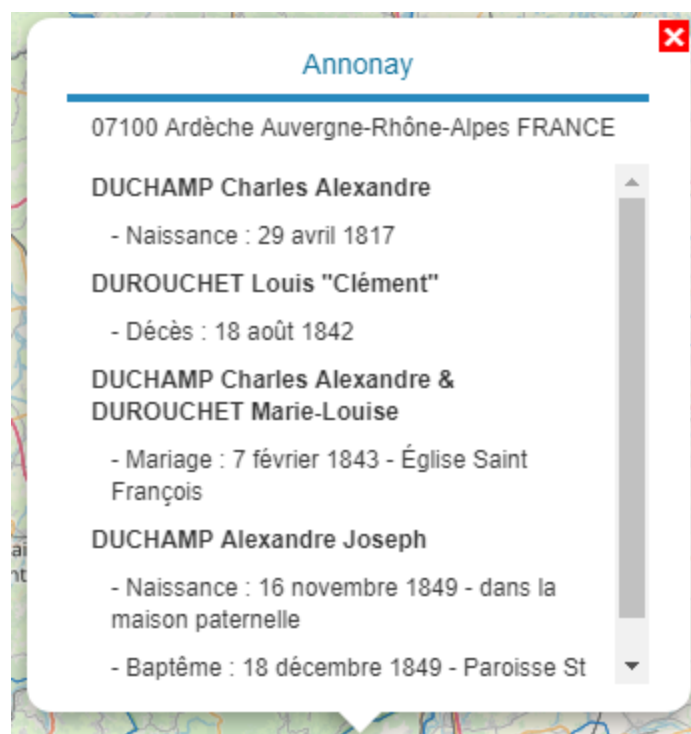 Annonay
07100 Ardèche Auvergne-Rhône-Alpes FRANCE
DUCHAMP Charles Alexandre
- Naissance : 29 avril 1817
DUROUCHET Louis "Clément"
- Décès : 18 août 1842
DUCHAMP Charles Alexandre &
DUROUCHET Marie-Louise
- Mariage : 7 février 1843 - Église Saint
François
DUCHAMP Alexandre Joseph
- Naissance : 16 novembre 1849 - dans la
maison paternelle
- Baptême : 18 décembre 1849 - Paroisse St